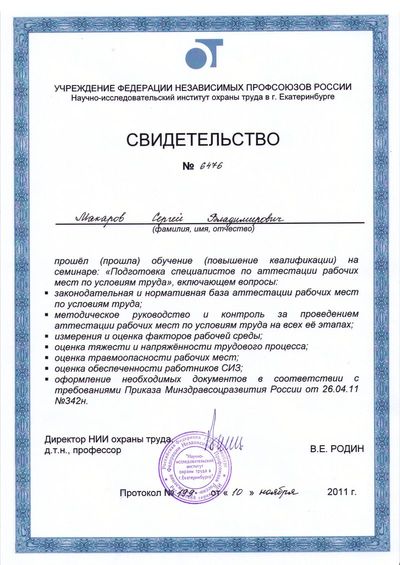 УЧРЕЖДЕНИЕ ФЕДЕРАЦИИ НЕЗАВИСИМЫХ ПРОФСОЮЗОВ РОССИИ
Научно-исследовательский институт охраны труда в г. Екатеринбурге
СВИДЕТЕЛЬСТВО
№ 6476
Макаров Сергей Владимирович
(фамилия, имя, отчество)
прошёл (прошла) обучение (повышение квалификации) на
семинаре: «Подготовка специалистов по аттестации рабочих
мест по условиям труда», включающем вопросы:
▪ законодательная и нормативная база аттестации рабочих мест
по условиям труда;
▪ методическое руководство и контроль за проведением
аттестации рабочих мест по условиям труда на всех её этапах;
▪ измерения и оценка факторов рабочей среды;
▪ оценка тяжести и напряжённости трудового процесса;
▪ оценка травмоопасности рабочих мест;
▪ оценка обеспеченности работников СИЗ;
▪ оформление необходимых документов в соответствии с
требованиями Приказа Минздравсоцразвития России от 26.04.11
№342н.
Директор НИИ охраны труда,
д.т.н., профессор
В.Е. РОДИН
"Научно-
исследовательский
институт
охраны труда в
г. Екатеринбурге"
Протокол № 199 от « 10 » ноября 2011 г.